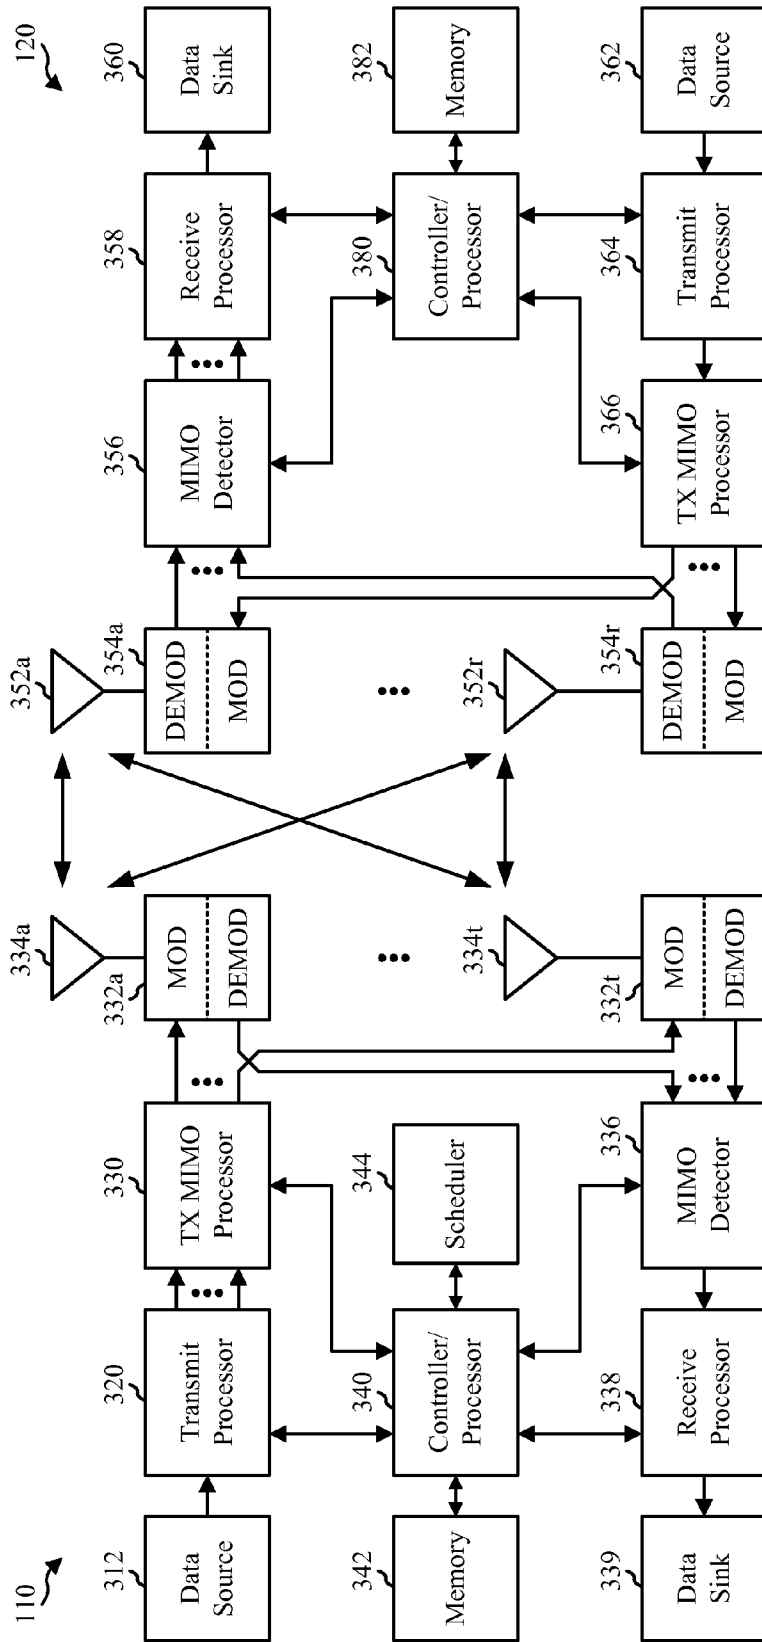 110
120
312
Data
Source
320
Transmit
Processor
330
TX MIMO
Processor
332a
MOD
DEMOD
334a
352a
354a
DEMOD
MOD
356
MIMO
Detector
358
Receive
Processor
360
Data
Sink
342
Memory
340
Controller/
Processor
344
Scheduler
380
Controller/
Processor
382
Memory
339
Data
Sink
338
Receive
Processor
336
MIMO
Detector
332t
MOD
DEMOD
334t
352r
354r
DEMOD
MOD
366
TX MIMO
Processor
364
Transmit
Processor
362
Data
Source